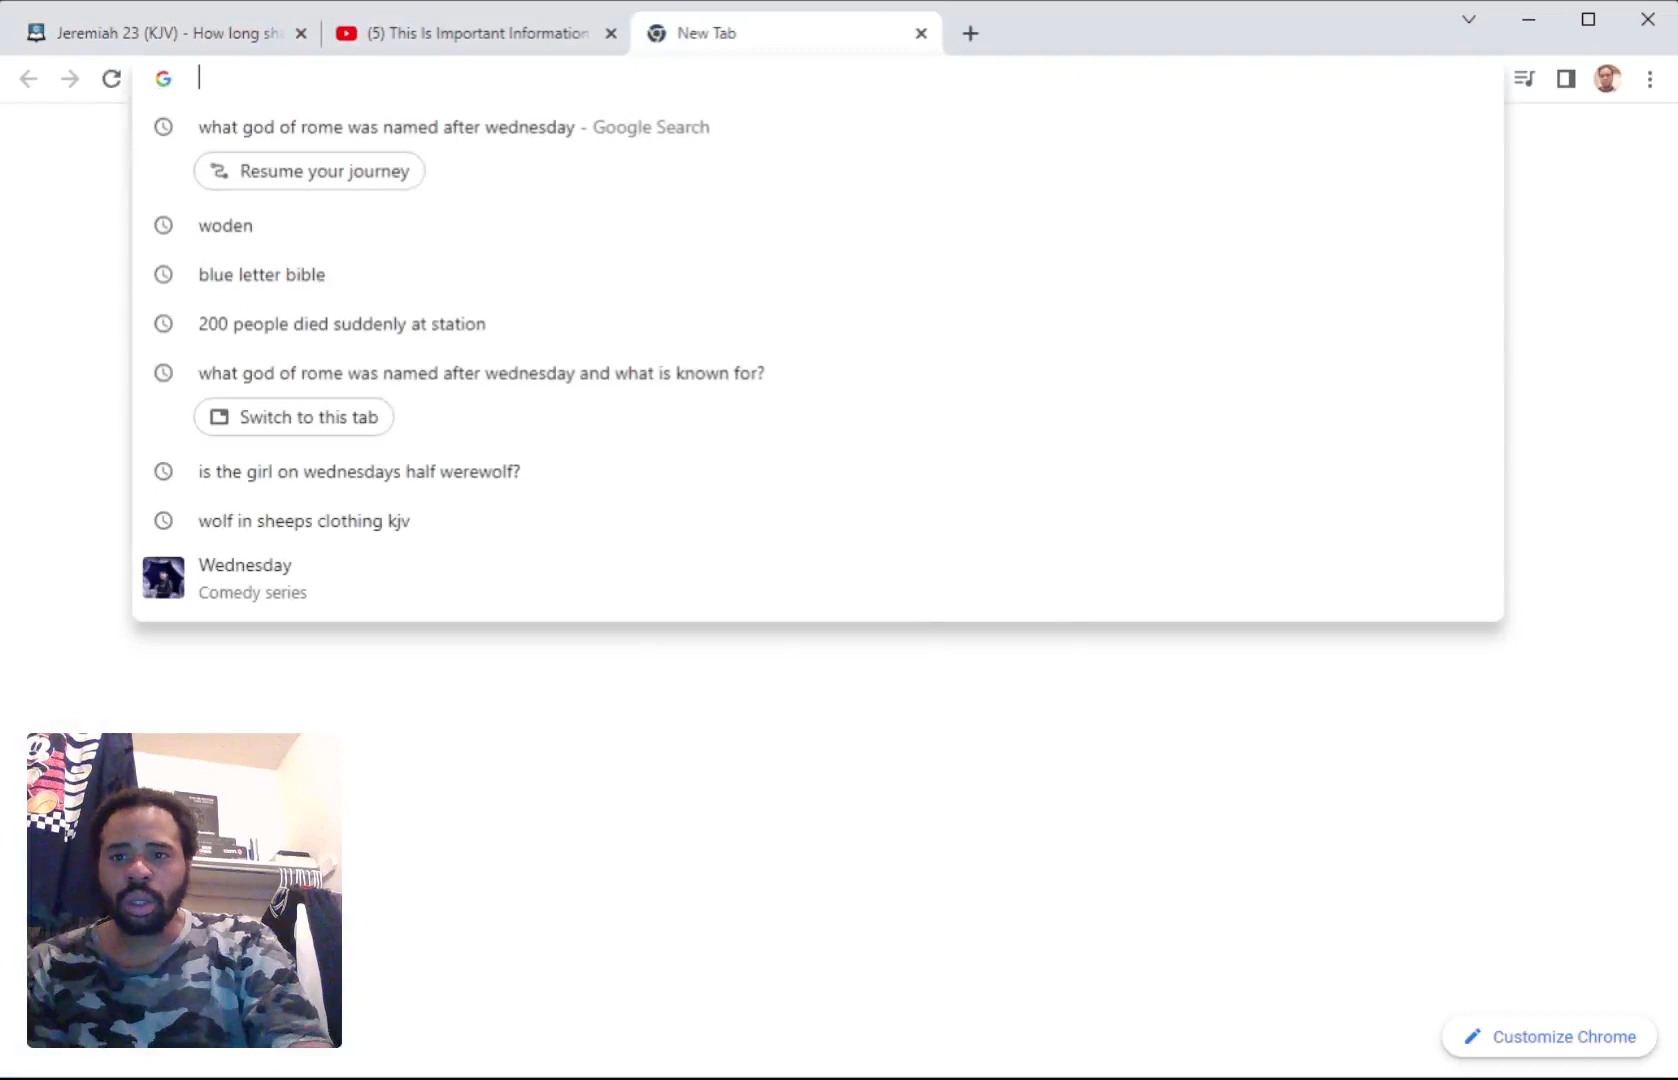 Jeremiah 23 (KJV) - How long sh
(5) This Is Important Information
New Tab
what god of rome was named after wednesday - Google Search
Resume your journey
woden
blue letter bible
200 people died suddenly at station
what god of rome was named after wednesday and what is known for?
Switch to this tab
is the girl on wednesdays half werewolf?
wolf in sheeps clothing kjv
Wednesday
Comedy series
Customize Chrome